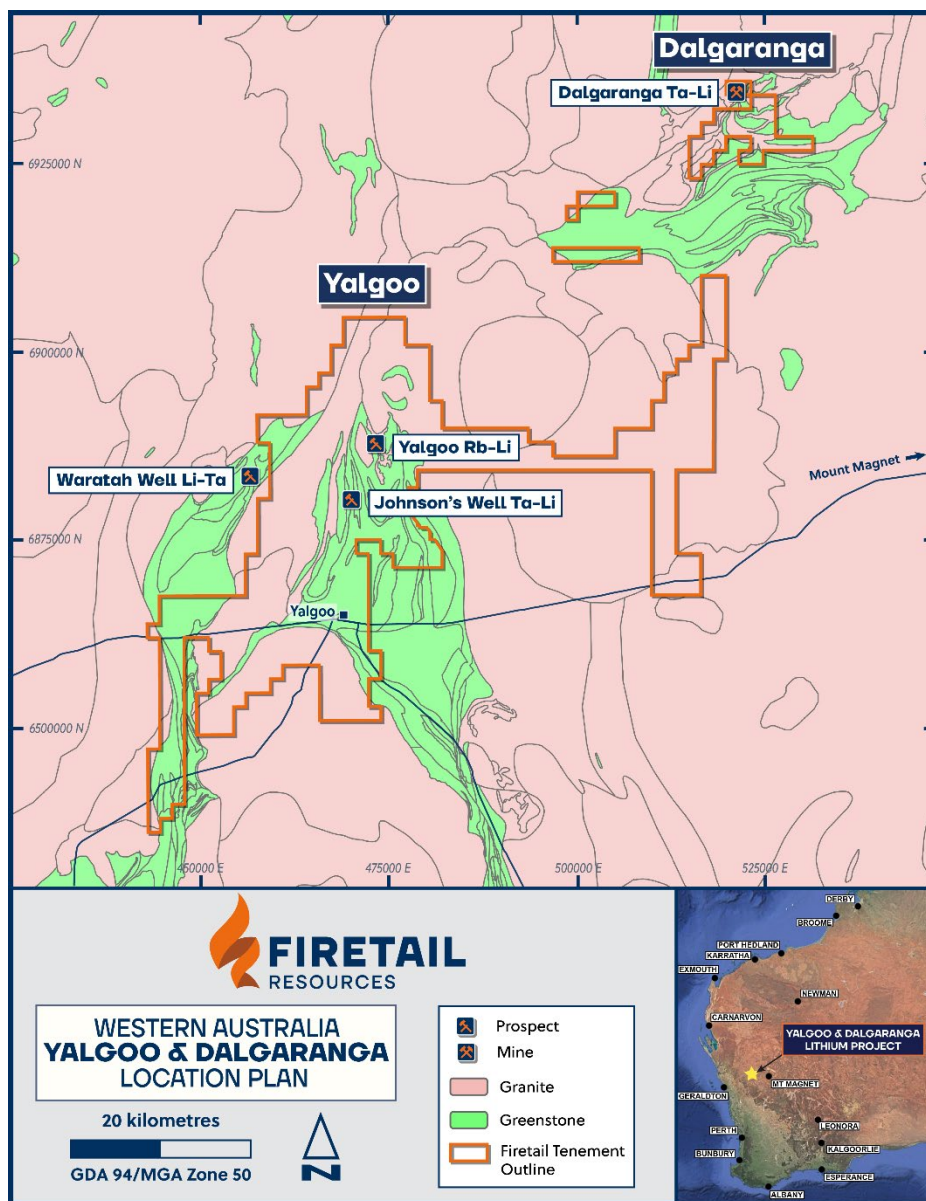 Dalgaranga
Dalgaranga Ta-Li
6925000 N
Yalgoo
6900000 N
Yalgoo Rb-Li
Waratah Well Li-Ta
Johnson's Well Ta-Li
Mount Magnet
6875000 N
Yalgoo
6500000 N
450000 E
475000 E
500000 E
525000 E
FIRETAIL
RESOURCES
WESTERN AUSTRALIA
YALGOO & DALGARANGA
LOCATION PLAN
20 kilometres
N
GDA 94/MGA Zone 50
Prospect
Mine
Granite
Greenstone
Firetail Tenement
Outline
DERBY
BROOME
PORT HEDLAND
KARRATHA
EXMOUTH
NEWMAN
CARNARVON
YALGOO & DALGARANGA
LITHIUM PROJECT
MT MAGNET
GERALDTON
LEONORA
PERTH
KALGOORLIE
BUNBURY
ESPERANCE
ALBANY